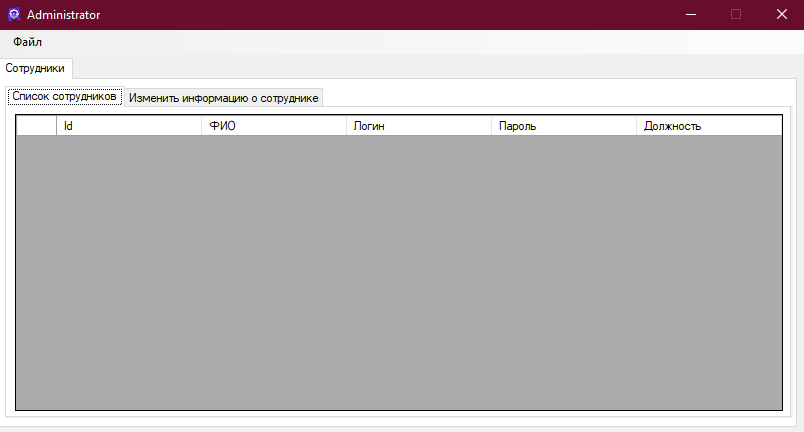 Administrator
Файл
Сотрудники
Список сотрудников Изменить информацию о сотруднике
Id ФИО Логин Пароль Должность